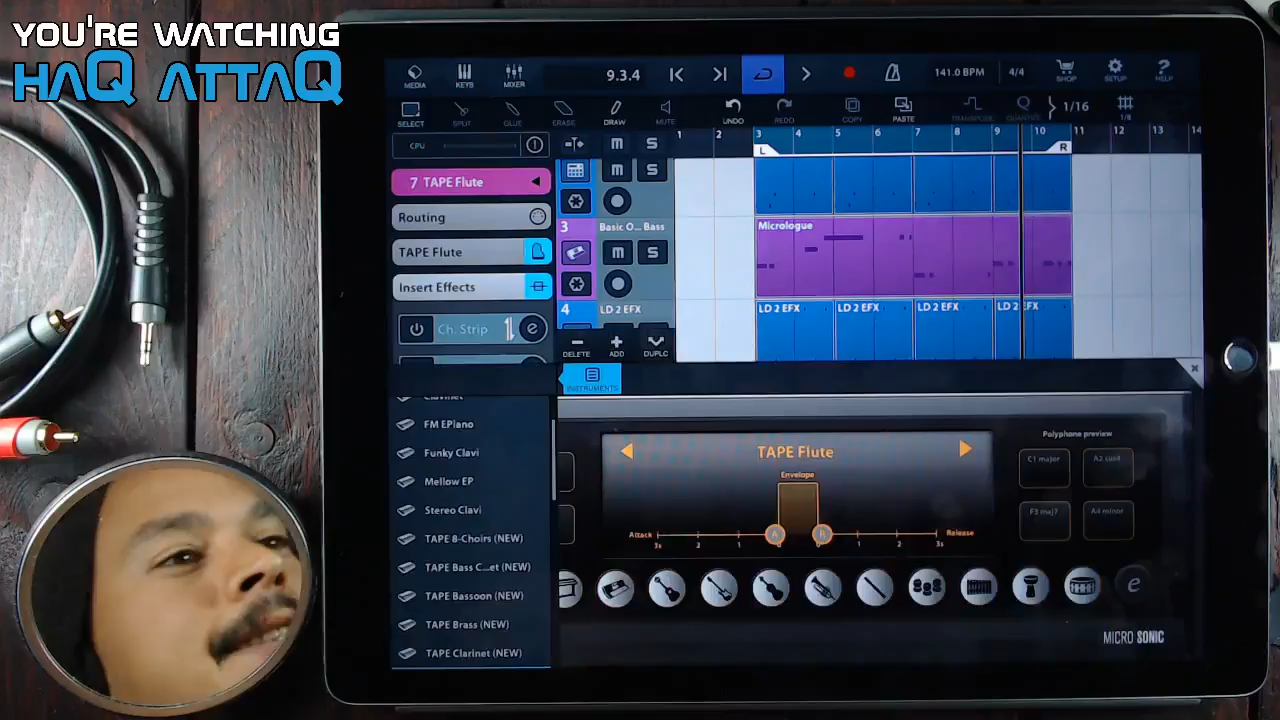 YOU'RE WATCHING
HAQ ATTAQ
MEDIA
KEYS
MIXER
9.3.4
141.0 BPM
4/4
SHOP
SETUP
HELP
SELECT
SPLIT
GLUE
ERASE
DRAW
MUTE
UNDO
REDO
COPY
PASTE
TRANSPOSE
QUANTIZE
1/16
1/8
CPU
M
S
1
2
3
4
5
6
7
8
9
10
11
12
13
14
L
R
7 TAPE Flute
M
S
Routing
3
Basic O... Bass
Micrologue
TAPE Flute
M
S
Insert Effects
4
LD 2 EFX
LD 2 EFX
LD 2 EFX
LD 2 EFX
LD 2 EFX
Ch. Strip
e
DELETE
ADD
DUPLC
INSTRUMENTS
Clavinet
FM EPlano
Funky Clavi
Mellow EP
Stereo Clavi
TAPE 8-Choirs (NEW)
TAPE Bass C...et (NEW)
TAPE Bassoon (NEW)
TAPE Brass (NEW)
TAPE Clarinet (NEW)
TAPE Flute
Envelope
Attack
3s
2
1
0
A
R
0
1
2
3s
Release
Polyphone preview
C1 major
A2 sus4
F3 maj7
A4 minor
e
MICRO SONIC